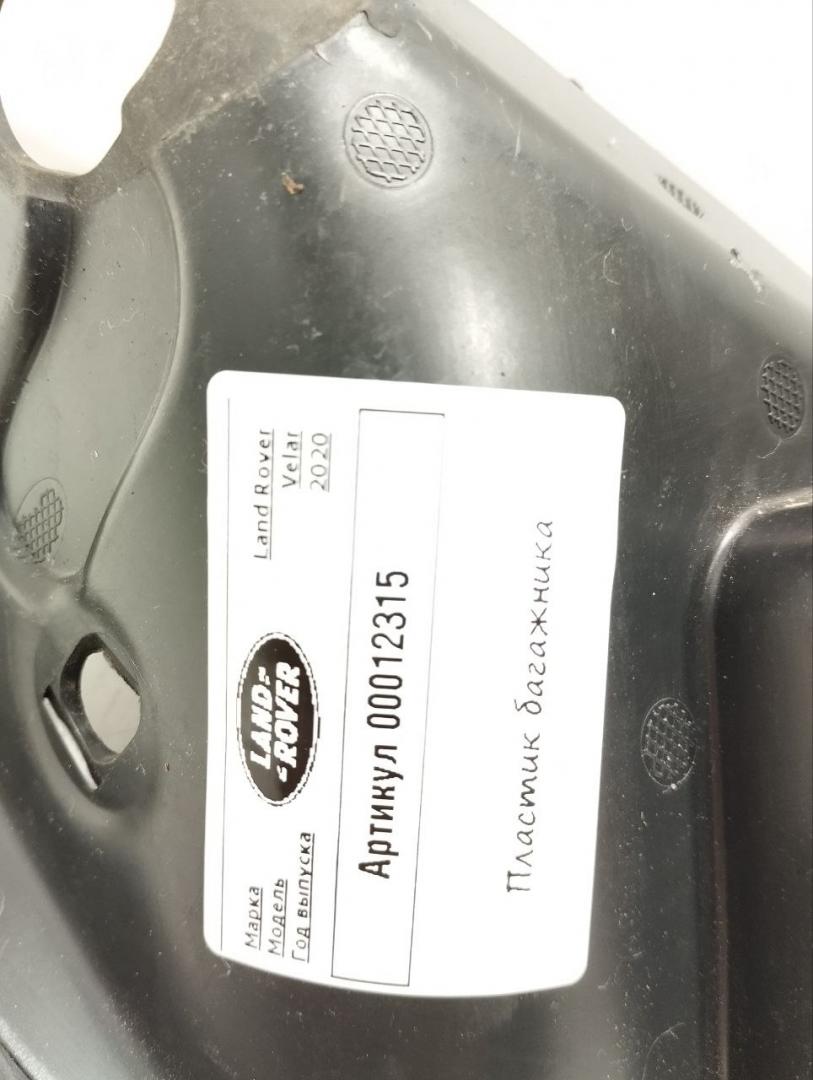 Марка Land Rover
Модель Velar
Год выпуска 2020
LAND
ROVER
Артикул 00012315
Пластик багажника